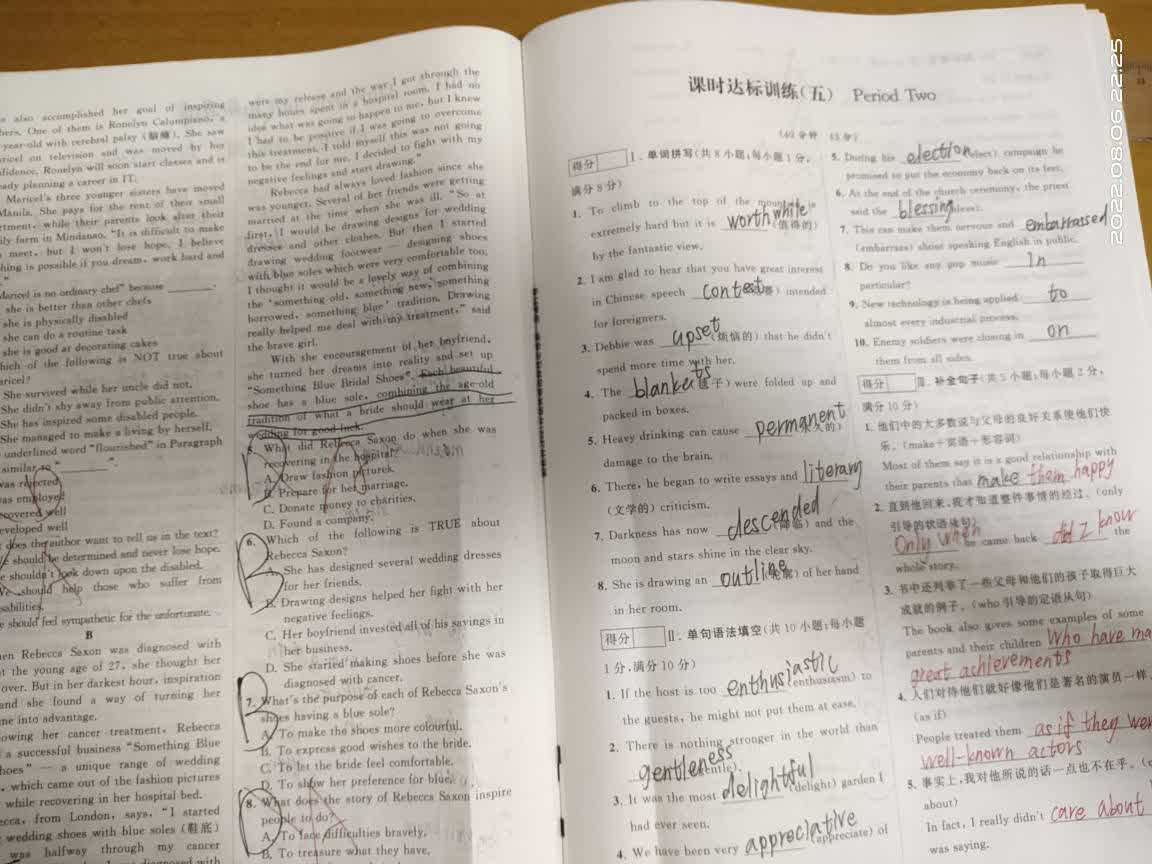 s also accomplished her goal of inspiring
hers. One of them is Ronelyn Calumpiano, a
year-old with cerebral palsy (脑瘫). She saw
aricel on television and was moved by her
nfidence. Ronelyn will soon start classes and is
eady planning a career in IT.
Maricel's three younger sisters have moved
Manila. She pays for the rent of their small
rtment, while their parents look after their
ily farm in Mindanao. "It is difficult to make
meet, but I won't lose hope. I believe
hing is possible if you dream, work hard and
"Maricel is no ordinary chef" because ______.
she is better than other chefs
she is physically disabled
she can do a routine task
she is good at decorating cakes
hich of the following is NOT true about
aricel?
She survived while her uncle did not.
She didn't shy away from public attention.
She has inspired some disabled people.
She managed to make a living by herself.
underlined word "flourished" in Paragraph
similar to "______".
was rejected
was employed
recovered well
developed well
does the author want to tell us in the text?
We should be determined and never lose hope.
We shouldn't look down upon the disabled.
We should help those who suffer from
disabilities.
e should feel sympathetic for the unfortunate.
B
hen Rebecca Saxon was diagnosed with
at the young age of 27, she thought her
over. But in her darkest hour, inspiration
and she found a way of turning her
ne into advantage.
owing her cancer treatment, Rebecca
a successful business "Something Blue
hoes" — a unique range of wedding
, which came out of the fashion pictures
while recovering in her hospital bed.
ecca, from London, says, "I started
wedding shoes with blue soles (鞋底)
was halfway through my cancer
were my release and the way I got through the
many hours spent in a hospital room. I had no
idea what was going to happen to me, but I knew
I had to be positive if I was going to overcome
this treatment. I told myself this was not going
to be the end for me. I decided to fight with my
negative feelings and start drawing."
Rebecca had always loved fashion since she
was younger. Several of her friends were getting
married at the time when she was ill. "So at
first, I would be drawing designs for wedding
dresses and other clothes. But then I started
drawing wedding footwear — designing shoes
with blue soles which were very comfortable too.
I thought it would be a lovely way of combining
the 'something old, something new, something
borrowed, something blue' tradition. Drawing
really helped me deal with my treatment," said
the brave girl.
With the encouragement of her boyfriend,
she turned her dreams into reality and set up
"Something Blue Bridal Shoes". Each beautiful
shoe has a blue sole, combining the age-old
tradition of what a bride should wear at her
wedding for good luck.
5. What did Rebecca Saxon do when she was
recovering in the hospital?
A. Draw fashion pictures.
B. Prepare for her marriage.
C. Donate money to charities.
D. Found a company.
6. Which of the following is TRUE about
Rebecca Saxon?
A. She has designed several wedding dresses
for her friends.
B. Drawing designs helped her fight with her
negative feelings.
C. Her boyfriend invested all of his savings in
her business.
D. She started making shoes before she was
diagnosed with cancer.
7. What's the purpose of each of Rebecca Saxon's
shoes having a blue sole?
A. To make the shoes more colourful.
B. To express good wishes to the bride.
C. To let the bride feel comfortable.
D. To show her preference for blue.
8. What does the story of Rebecca Saxon inspire
people to do?
A. To face difficulties bravely.
B. To treasure what they have.
课时达标训练(五) Period Two
(40分钟 45分)
得分
Ⅰ. 单词拼写(共8小题;每小题1分,
满分8分)
1. To climb to the top of the mountain is
extremely hard but it is worthwhile (值得的)
by the fantastic view.
2. I am glad to hear that you have great interest
in Chinese speech contest intended
for foreigners.
3. Debbie was upset (烦恼的) that he didn't
spend more time with her.
4. The blankets (毯子) were folded up and
packed in boxes.
5. Heavy drinking can cause permanent
damage to the brain.
6. There, he began to write essays and literary
(文学的) criticism.
7. Darkness has now descended and the
moon and stars shine in the clear sky.
8. She is drawing an outline (轮廓) of her hand
in her room.
得分
Ⅱ. 单句语法填空(共10小题;每小题
1分,满分10分)
1. If the host is too enthusiastic (enthusiasm) to
the guests, he might not put them at ease.
2. There is nothing stronger in the world than
gentleness (gentle).
3. It was the most delightful (delight) garden I
had ever seen.
4. We have been very appreciative (appreciate) of
5. During his election (elect) campaign he
promised to put the economy back on its feet.
6. At the end of the church ceremony, the priest
said the blessing (bless).
7. This can make them nervous and embarrassed
(embarrass) about speaking English in public.
8. Do you like any pop music In
particular?
9. New technology is being applied to
almost every industrial process.
10. Enemy soldiers were closing in on
them from all sides.
得分
Ⅲ. 补全句子(共5小题;每小题2分,
满分10分)
1. 他们中的大多数说与父母的良好关系使他们快
乐。(make+宾语+形容词)
Most of them say it is a good relationship with
their parents that make them happy
2. 直到他回来,我才知道整件事情的经过。(only
引导的状语从句)
Only when he came back did I know the
whole story.
3. 书中还列举了一些父母和他们的孩子取得巨大
成就的例子。(who引导的定语从句)
The book also gives some examples of some
parents and their children who have ma
great achievements
4. 人们对待他们就好像他们是著名的演员一样。
(as if)
People treated them as if they wer
well-known actors
5. 事实上,我对他所说的话一点也不在乎。(c
about)
In fact, I really didn't care about
was saying.
2022.08.06 22:25